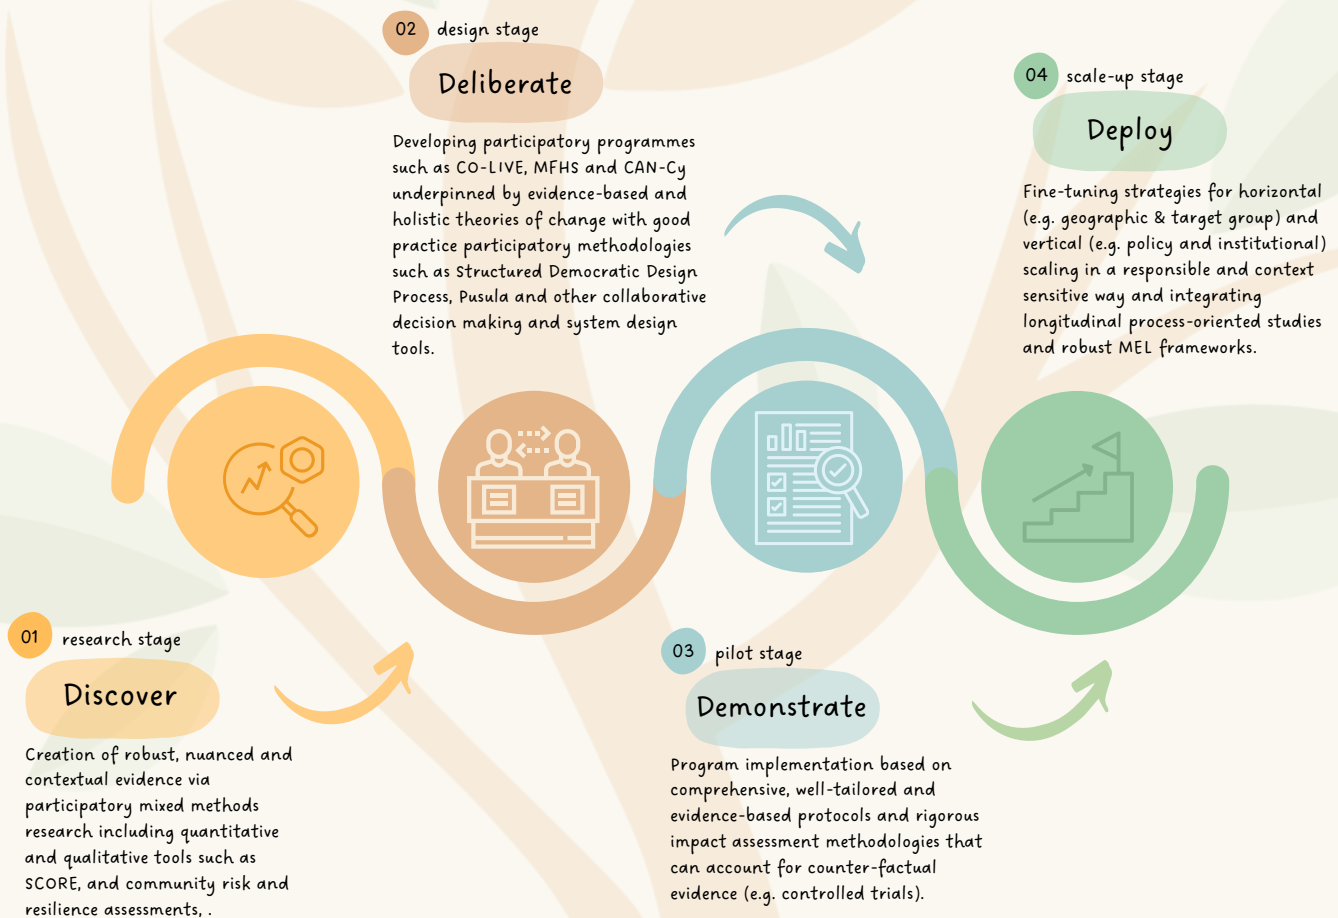 01
research stage
Discover
Creation of robust, nuanced and
contextual evidence via
participatory mixed methods
research including quantitative
and qualitative tools such as
SCORE, and community risk and
resilience assessments, .
02
design stage
Deliberate
Developing participatory programmes
such as CO-LIVE, MFHS and CAN-Cy
underpinned by evidence-based and
holistic theories of change with good
practice participatory methodologies
such as Structured Democratic Design
Process, Pusula and other collaborative
decision making and system design
tools.
03
pilot stage
Demonstrate
Program implementation based on
comprehensive, well-tailored and
evidence-based protocols and rigorous
impact assessment methodologies that
can account for counter-factual
evidence (e.g. controlled trials).
04
scale-up stage
Deploy
Fine-tuning strategies for horizontal
(e.g. geographic & target group) and
vertical (e.g. policy and institutional)
scaling in a responsible and context
sensitive way and integrating
longitudinal process-oriented studies
and robust MEL frameworks.